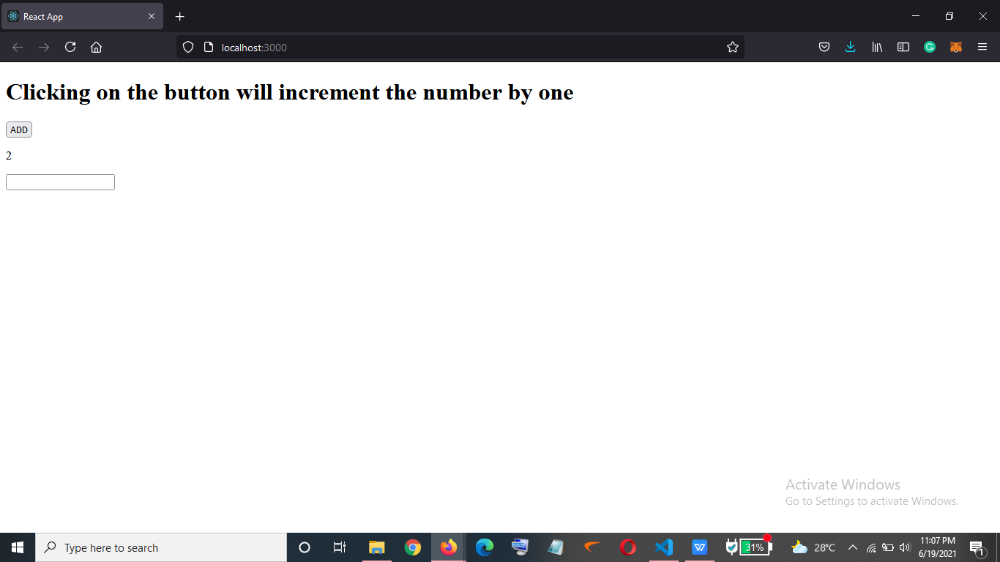 React App
localhost:3000
Clicking on the button will increment the number by one
ADD
2
Activate Windows
Go to Settings to activate Windows.
Type here to search
31%
28°C
11:07 PM
6/19/2021
1